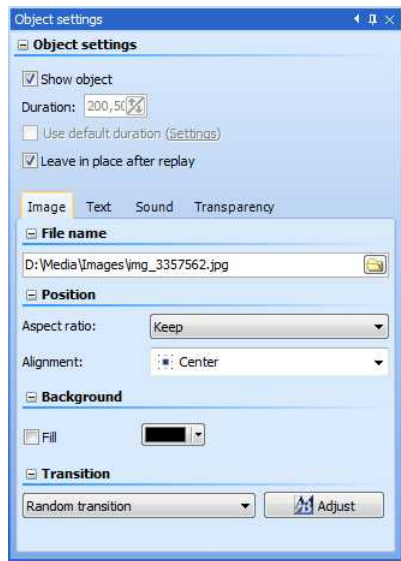 Object settings
Object settings
Show object
Duration: 200,50
Use default duration (Settings)
Leave in place after replay
Image Text Sound Transparency
File name
D:\Media\Images\img_3357562.jpg
Position
Aspect ratio: Keep
Alignment: Center
Background
Fill
Transition
Random transition Adjust